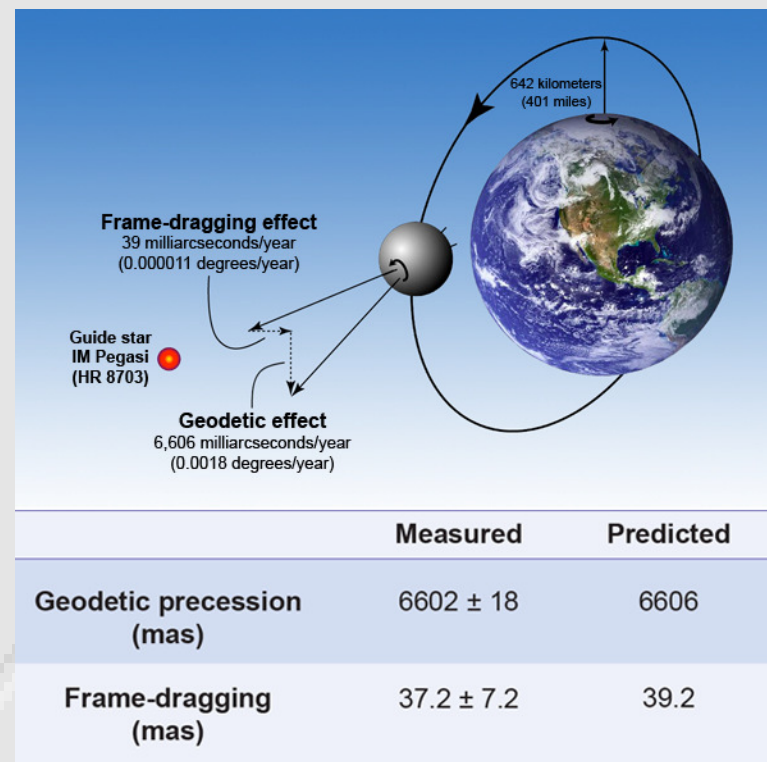 642 kilometers
(401 miles)
Frame-dragging effect
39 milliarcseconds/year
(0.000011 degrees/year)
Guide star
IM Pegasi
(HR 8703)
Geodetic effect
6,606 milliarcseconds/year
(0.0018 degrees/year)
Measured Predicted
Geodetic precession
(mas)
6602 ± 18 6606
Frame-dragging
(mas)
37.2 ± 7.2 39.2